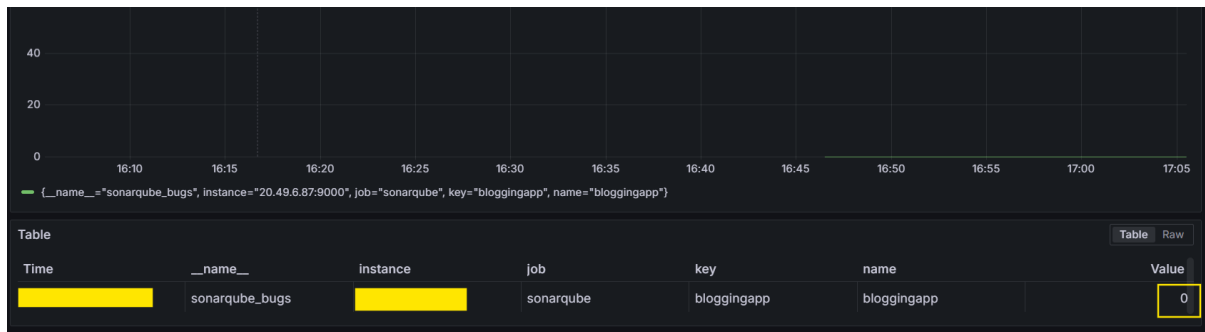 40
20
0
16:10 16:15 16:20 16:25 16:30 16:35 16:40 16:45 16:50 16:55 17:00 17:05
{__name__="sonarqube_bugs", instance="20.49.6.87:9000", job="sonarqube", key="bloggingapp", name="bloggingapp"}
Table Table Raw
Time __name__ instance job key name Value
sonarqube_bugs sonarqube bloggingapp bloggingapp 0